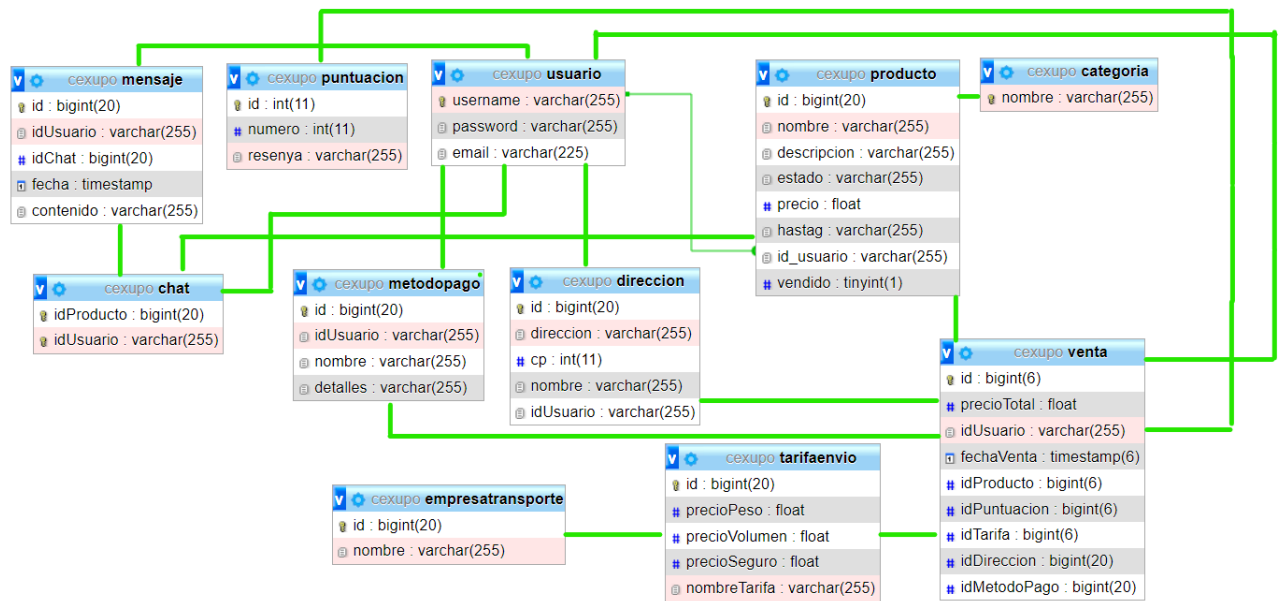 cexupo mensaje
id : bigint(20)
idUsuario : varchar(255)
idChat : bigint(20)
fecha : timestamp
contenido : varchar(255)
cexupo puntuacion
id : int(11)
numero : int(11)
resenya : varchar(255)
cexupo usuario
username : varchar(255)
password : varchar(255)
email : varchar(225)
cexupo producto
id : bigint(20)
nombre : varchar(255)
descripcion : varchar(255)
estado : varchar(255)
precio : float
hastag : varchar(255)
id_usuario : varchar(255)
vendido : tinyint(1)
cexupo categoria
nombre : varchar(255)
cexupo chat
idProducto : bigint(20)
idUsuario : varchar(255)
cexupo metodopago
id : bigint(20)
idUsuario : varchar(255)
nombre : varchar(255)
detalles : varchar(255)
cexupo direccion
id : bigint(20)
direccion : varchar(255)
cp : int(11)
nombre : varchar(255)
idUsuario : varchar(255)
cexupo venta
id : bigint(6)
precioTotal : float
idUsuario : varchar(255)
fechaVenta : timestamp(6)
idProducto : bigint(6)
idPuntuacion : bigint(6)
idTarifa : bigint(6)
idDireccion : bigint(20)
idMetodoPago : bigint(20)
cexupo empresatransporte
id : bigint(20)
nombre : varchar(255)
cexupo tarifaenvio
id : bigint(20)
precioPeso : float
precioVolumen : float
precioSeguro : float
nombreTarifa : varchar(255)